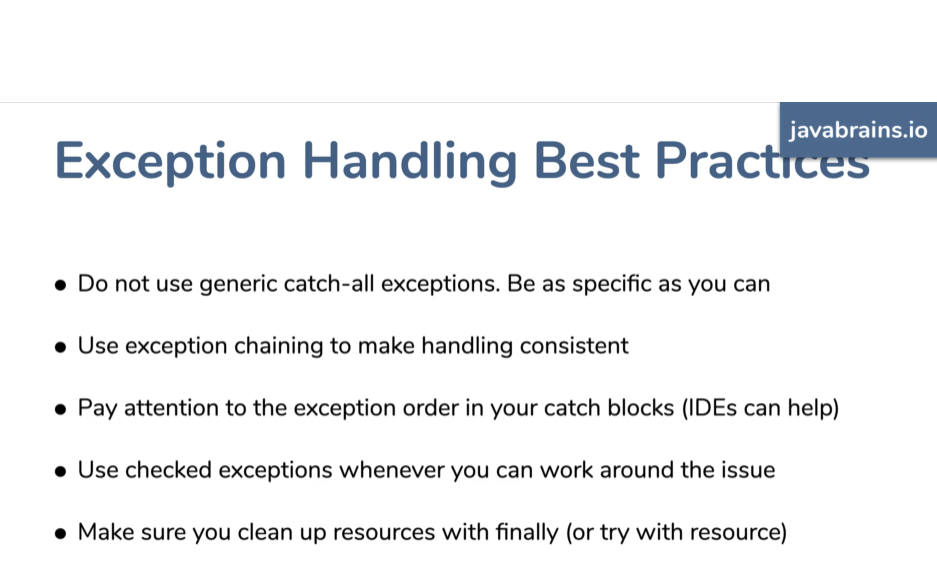 javabrains.io
Exception Handling Best Practices
● Do not use generic catch-all exceptions. Be as specific as you can
● Use exception chaining to make handling consistent
● Pay attention to the exception order in your catch blocks (IDEs can help)
● Use checked exceptions whenever you can work around the issue
● Make sure you clean up resources with finally (or try with resource)